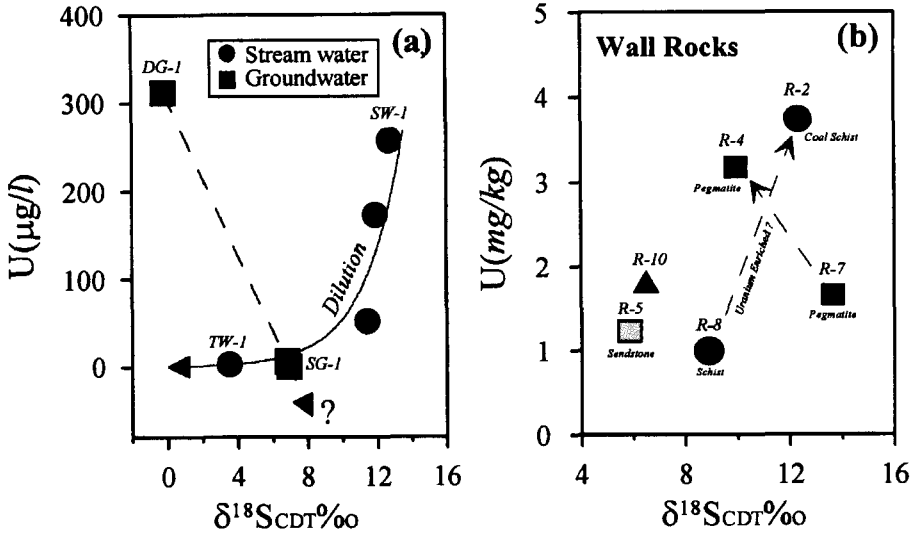 400
300
200
100
0
U(µg/l)
(a)
Stream water
Groundwater
DG-1
SW-1
Dilution
TW-1
SG-1
?
0 4 8 12 16
δ¹⁸SCDT‰
5
4
3
2
1
0
U(mg/kg)
Wall Rocks
(b)
R-2
Coal Schist
R-4
Pegmatite
Uranium Enriched ?
R-10
R-7
Pegmatite
R-5
Sendstone
R-8
Schist
4 8 12 16
δ¹⁸SCDT‰